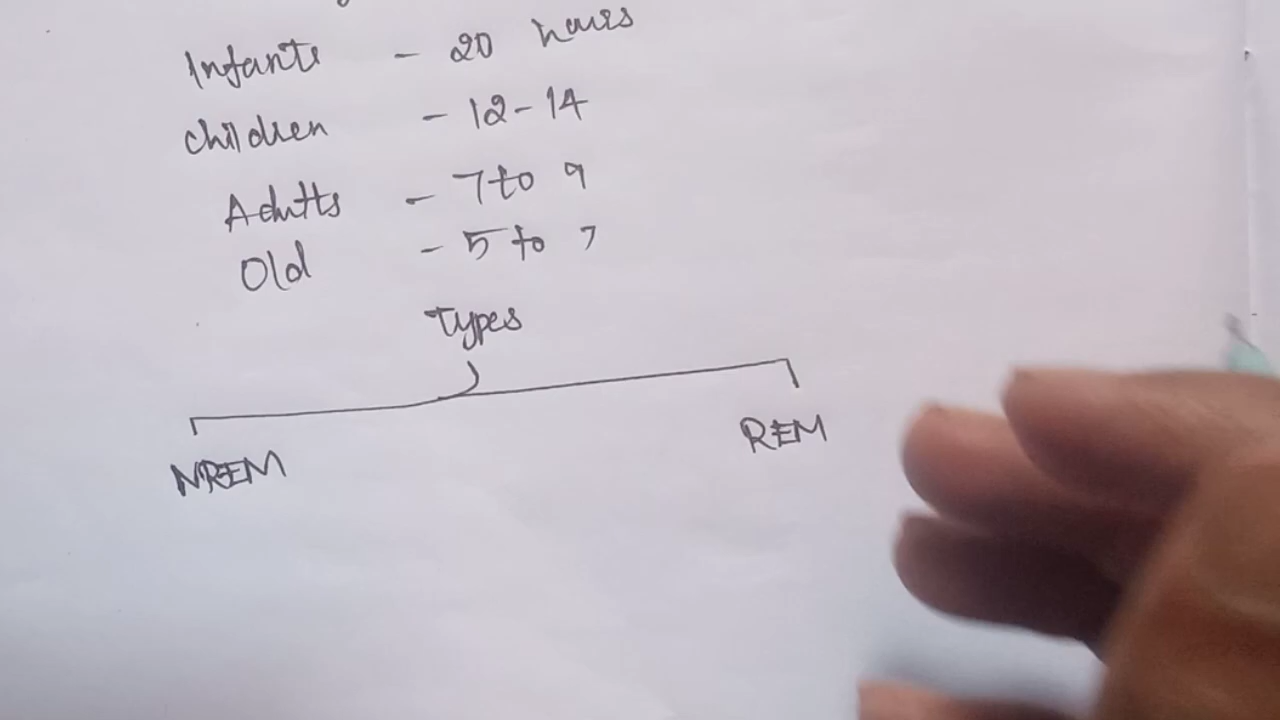 Infants - 20 hours
children - 12-14
Adults - 7 to 9
Old - 5 to 7
Types
NREM REM